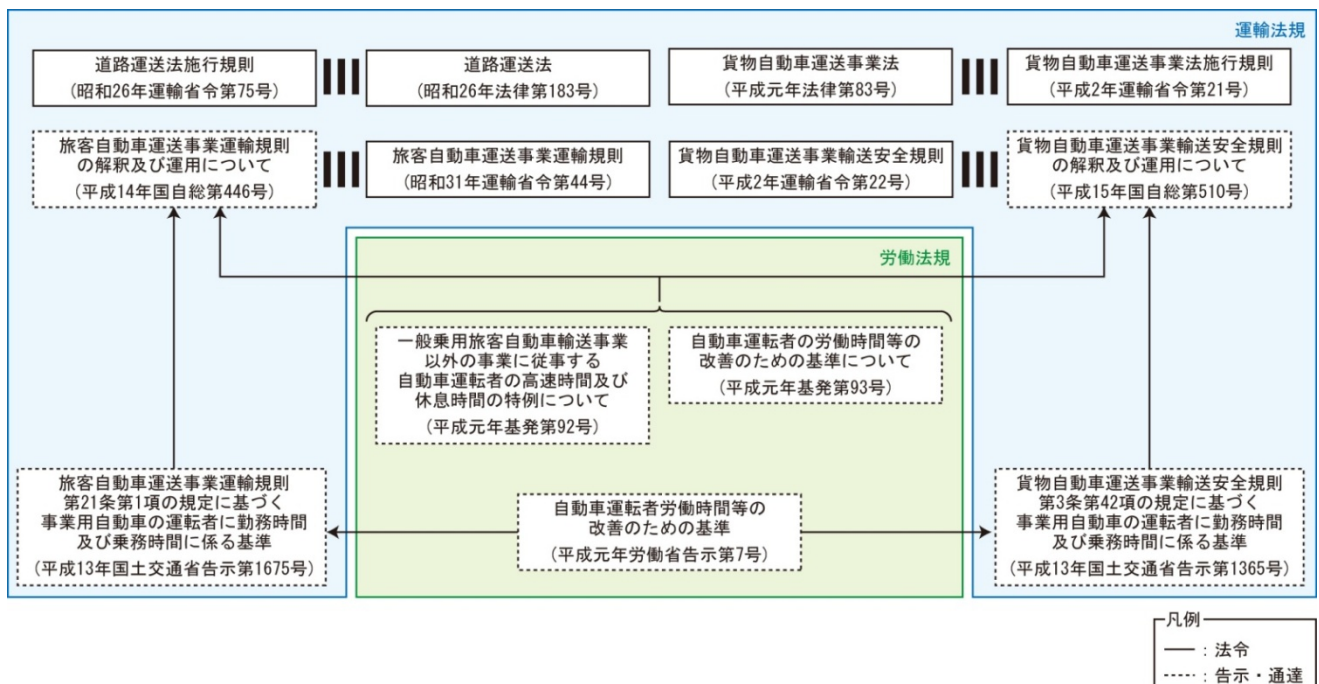 運輸法規
道路運送法施行規則
(昭和26年運輸省令第75号)
道路運送法
(昭和26年法律第183号)
貨物自動車運送事業法
(平成元年法律第83号)
貨物自動車運送事業法施行規則
(平成2年運輸省令第21号)
旅客自動車運送事業運輸規則
の解釈及び運用について
(平成14年国自総第446号)
旅客自動車運送事業運輸規則
(昭和31年運輸省令第44号)
貨物自動車運送事業輸送安全規則
(平成2年運輸省令第22号)
貨物自動車運送事業輸送安全規則
の解釈及び運用について
(平成15年国自総第510号)
労働法規
一般乗用旅客自動車輸送事業
以外の事業に従事する
自動車運転者の高速時間及び
休息時間の特例について
(平成元年基発第92号)
自動車運転者の労働時間等の
改善のための基準について
(平成元年基発第93号)
旅客自動車運送事業運輸規則
第21条第1項の規定に基づく
事業用自動車の運転者に勤務時間
及び乗務時間に係る基準
(平成13年国土交通省告示第1675号)
自動車運転者労働時間等の
改善のための基準
(平成元年労働省告示第7号)
貨物自動車運送事業輸送安全規則
第3条第42項の規定に基づく
事業用自動車の運転者に勤務時間
及び乗務時間に係る基準
(平成13年国土交通省告示第1365号)
凡例
：法令
：告示・通達